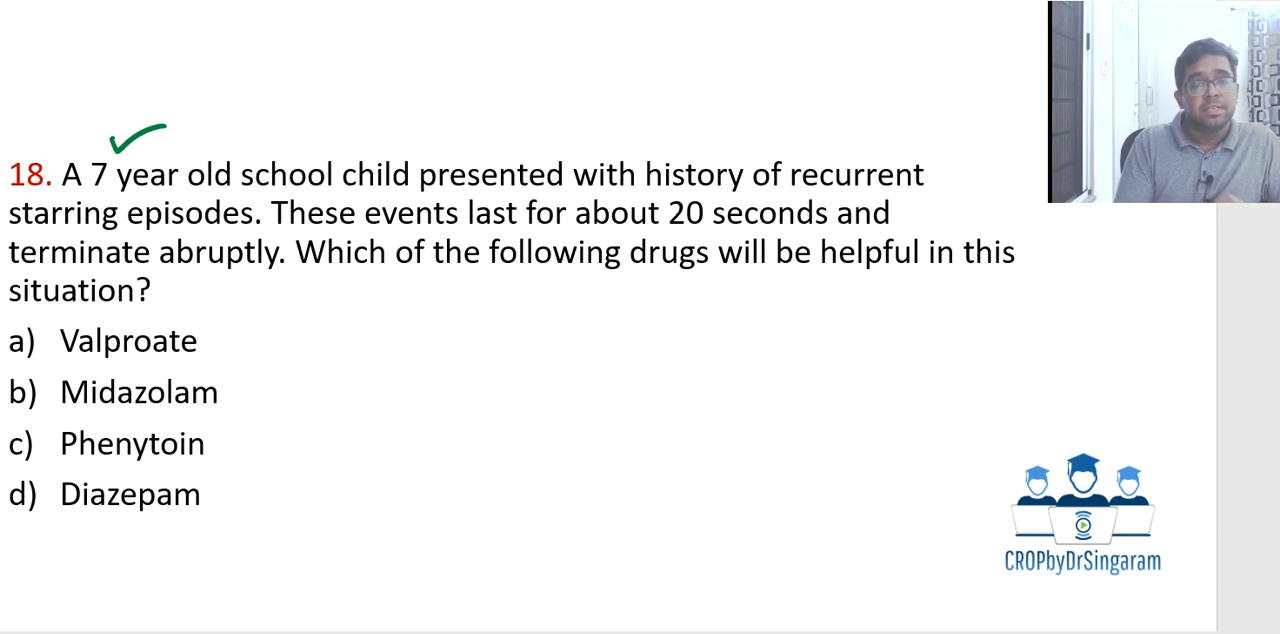 18. A 7 year old school child presented with history of recurrent
starring episodes. These events last for about 20 seconds and
terminate abruptly. Which of the following drugs will be helpful in this
situation?
a) Valproate
b) Midazolam
c) Phenytoin
d) Diazepam
CROPbyDrSingaram